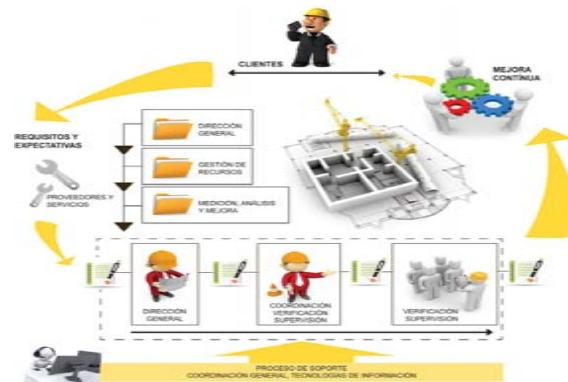 CLIENTES
MEJORA
CONTÍNUA
REQUISITOS Y
EXPECTATIVAS
PROVEEDORES Y
SERVICIOS
DIRECCIÓN
GENERAL
GESTIÓN DE
RECURSOS
MEDICIÓN, ANÁLISIS
Y MEJORA
DIRECCIÓN
GENERAL
COORDINACIÓN
VERIFICACIÓN
SUPERVISIÓN
VERIFICACIÓN
SUPERVISIÓN
PROCESO DE SOPORTE
COORDINACIÓN GENERAL, TECNOLOGÍAS DE INFORMACIÓN